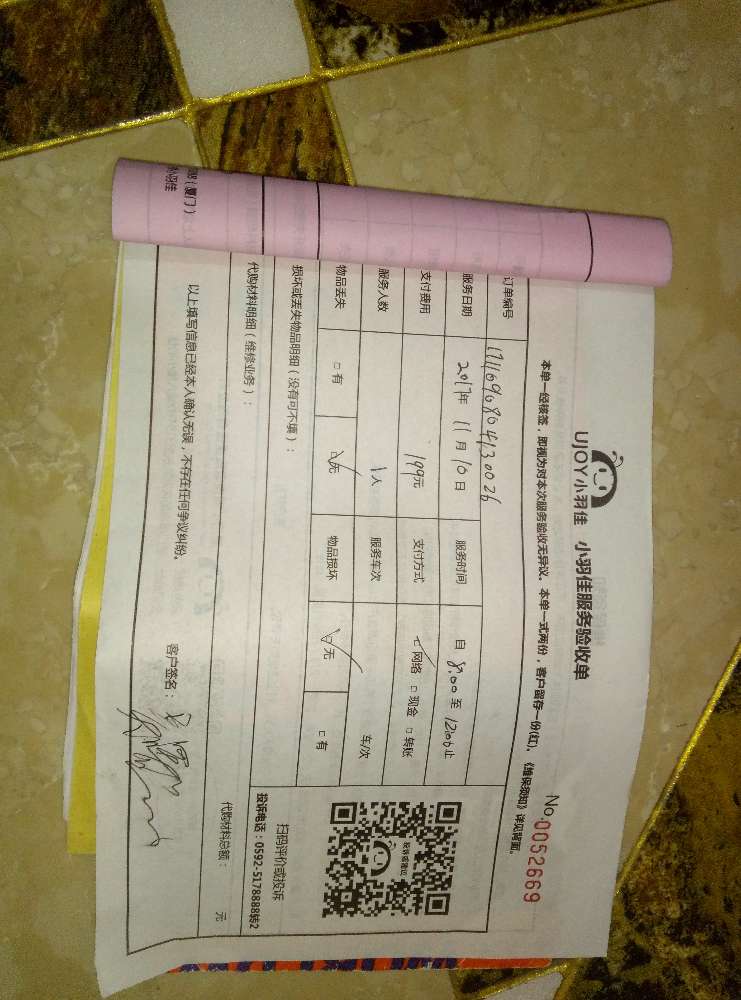 UJOY小羽佳 小羽佳服务验收单
No.0052669
本单一经核签，即视为对本次服务验收无异议。本单一式两份，客户留存一份(红)。《维保须知》详见背面。
订单编号 1711090804130026
服务日期 2017年 11月 10日 服务时间 自 8:00 至 12:00 止
支付费用 199元 支付方式 ☑网络 □现金 □转账
服务人数 1人 服务车次 车/次
物品丢失 □有 ☑无 物品损坏 ☑无 □有
损坏或丢失物品明细（没有可不填）：
代购材料明细（维修业务）：
代购材料总额： 元
扫码评价或投诉
投诉电话：0592-5178888转2
以上填写信息已经本人确认无误，不存在任何争议纠纷。 客户签名：
（厦门）
小羽佳